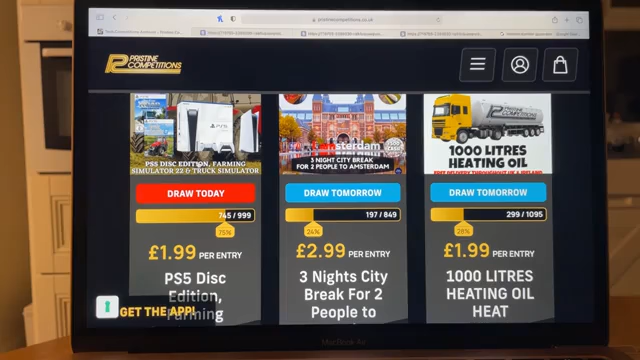 pristinecompetitions.co.uk
PRISTINE
COMPETITIONS
PS5 DISC EDITION, FARMING
SIMULATOR 22 & TRUCK SIMULATOR
DRAW TODAY
745 / 999
75%
£1.99 PER ENTRY
PS5 Disc
Edition,
Farming
Amsterdam
3 NIGHT CITY BREAK
FOR 2 PEOPLE TO AMSTERDAM
DRAW TOMORROW
197 / 849
24%
£2.99 PER ENTRY
3 Nights City
Break For 2
People to
PRISTINE
COMPETITIONS
1000 LITRES
HEATING OIL
DRAW TOMORROW
299 / 1095
28%
£1.99 PER ENTRY
1000 LITRES
HEATING OIL
HEAT
GET THE APP!
MacBook Air